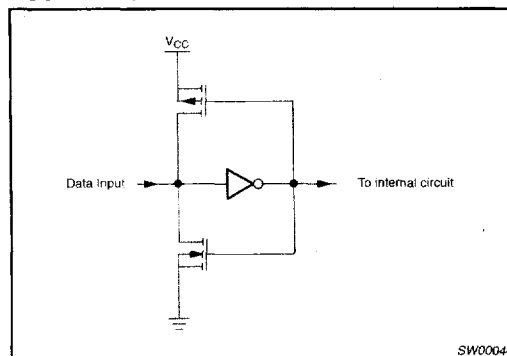 VCC
Data Input
To internal circuit
SW0004